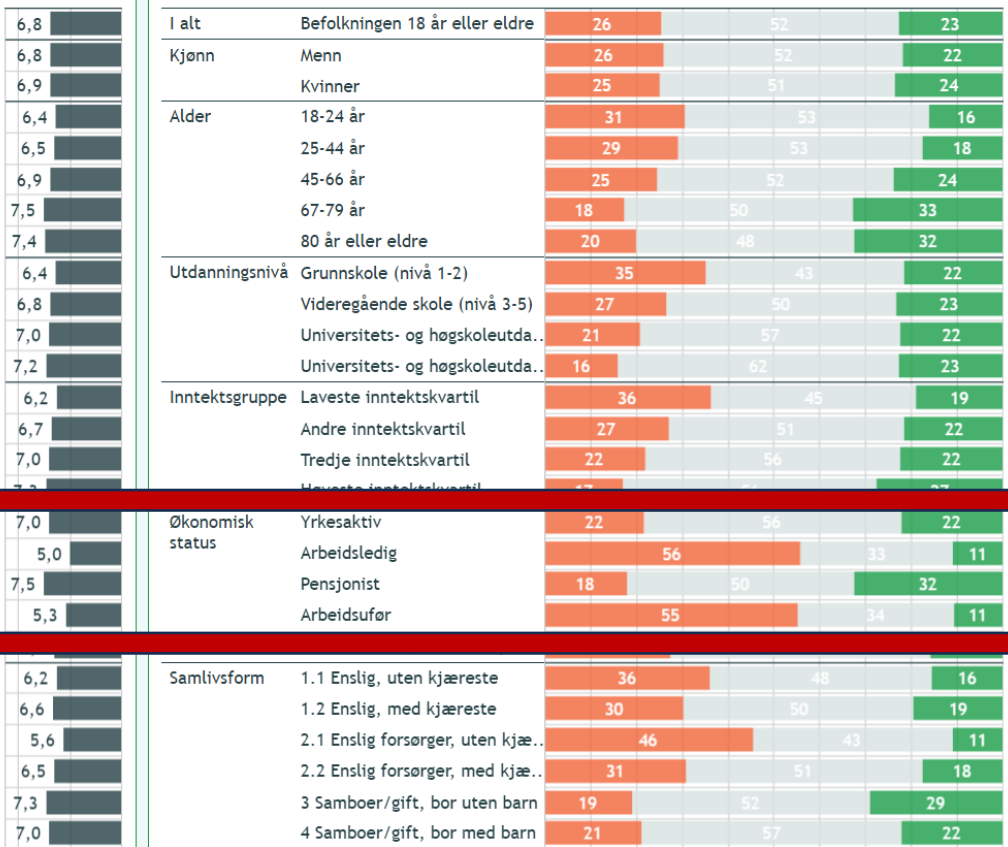 6,8 I alt Befolkningen 18 år eller eldre 26 52 23
6,8 Kjønn Menn 26 52 22
6,9 Kvinner 25 51 24
6,4 Alder 18-24 år 31 53 16
6,5 25-44 år 29 53 18
6,9 45-66 år 25 52 24
7,5 67-79 år 18 50 33
7,4 80 år eller eldre 20 48 32
6,4 Utdanningsnivå Grunnskole (nivå 1-2) 35 43 22
6,8 Videregående skole (nivå 3-5) 27 50 23
7,0 Universitets- og høgskoleutda.. 21 57 22
7,2 Universitets- og høgskoleutda.. 16 62 23
6,2 Inntektsgruppe Laveste inntektskvartil 36 45 19
6,7 Andre inntektskvartil 27 51 22
7,0 Tredje inntektskvartil 22 56 22
Høyeste inntektskvartil
7,0 Økonomisk status Yrkesaktiv 22 56 22
5,0 Arbeidsledig 56 33 11
7,5 Pensjonist 18 50 32
5,3 Arbeidsufør 55 34 11
6,2 Samlivsform 1.1 Enslig, uten kjæreste 36 48 16
6,6 1.2 Enslig, med kjæreste 30 50 19
5,6 2.1 Enslig forsørger, uten kjæ.. 46 43 11
6,5 2.2 Enslig forsørger, med kjæ.. 31 51 18
7,3 3 Samboer/gift, bor uten barn 19 52 29
7,0 4 Samboer/gift, bor med barn 21 57 22